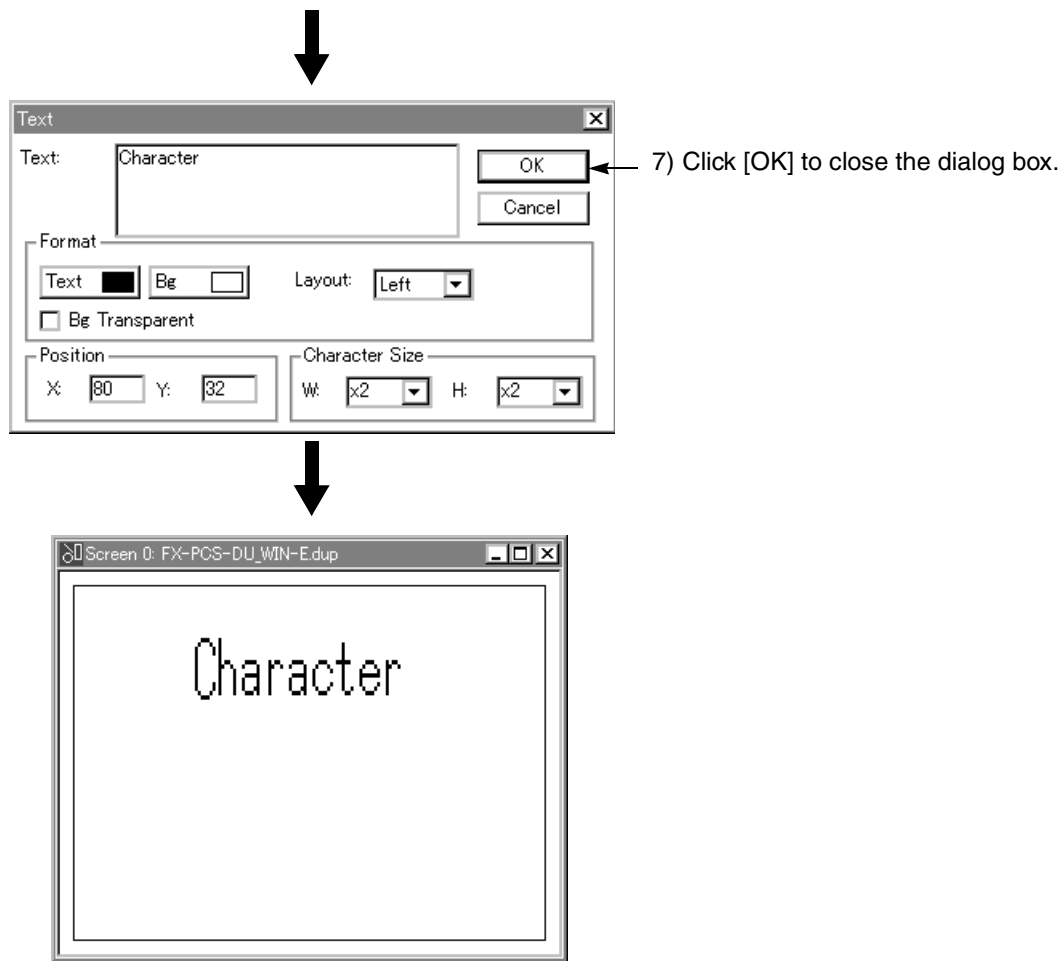 Text
Text: Character
OK
7) Click [OK] to close the dialog box.
Cancel
Format
Text Bg Layout: Left
Bg Transparent
Position
X: 80 Y: 32
Character Size
W: x2 H: x2
Screen 0: FX-PCS-DU_WIN-E.dup
Character